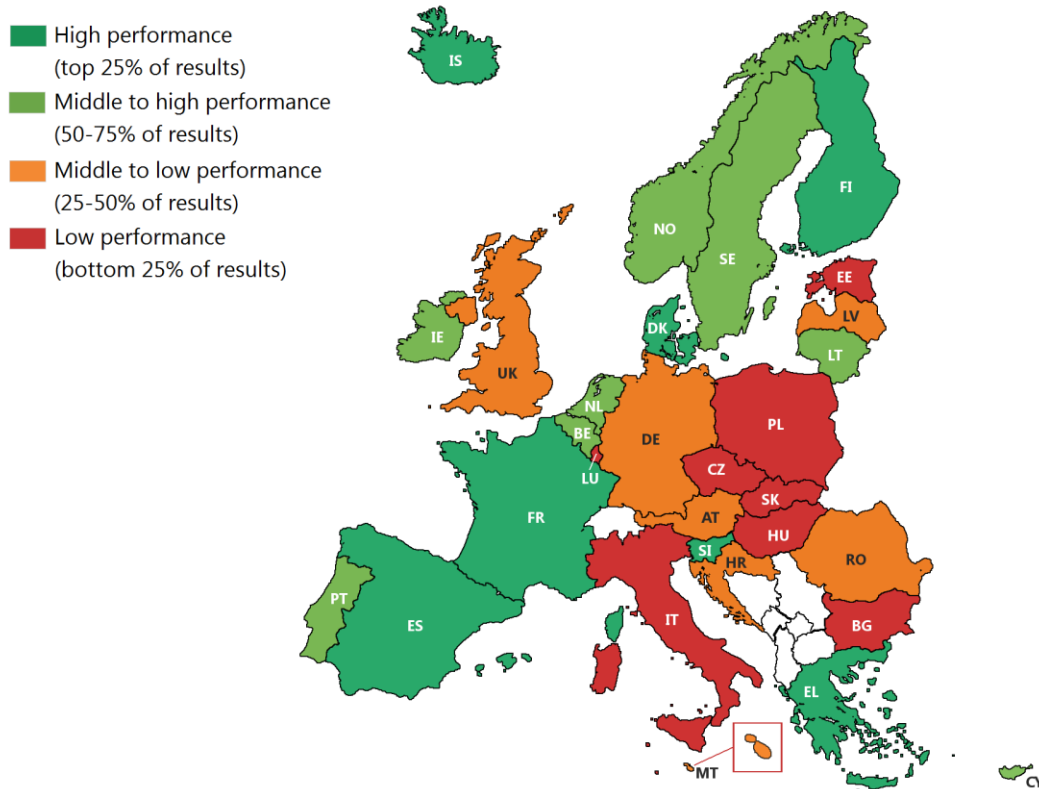 High performance
(top 25% of results)
Middle to high performance
(50-75% of results)
Middle to low performance
(25-50% of results)
Low performance
(bottom 25% of results)
IS
FI
NO
SE
EE
LV
DK
LT
IE
UK
NL
BE
DE
PL
LU
CZ
SK
FR
AT
HU
SI
HR
RO
PT
ES
IT
BG
EL
MT